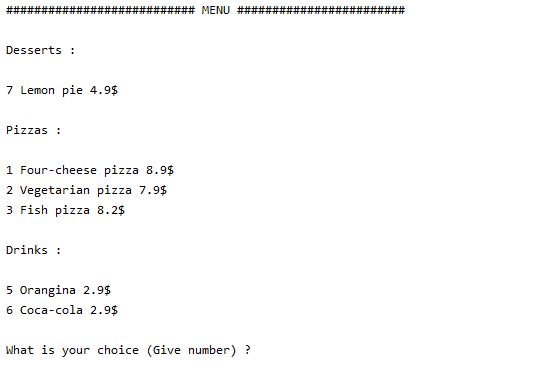 ########################### MENU ########################
Desserts :
7 Lemon pie 4.9$
Pizzas :
1 Four-cheese pizza 8.9$
2 Vegetarian pizza 7.9$
3 Fish pizza 8.2$
Drinks :
5 Orangina 2.9$
6 Coca-cola 2.9$
What is your choice (Give number) ?